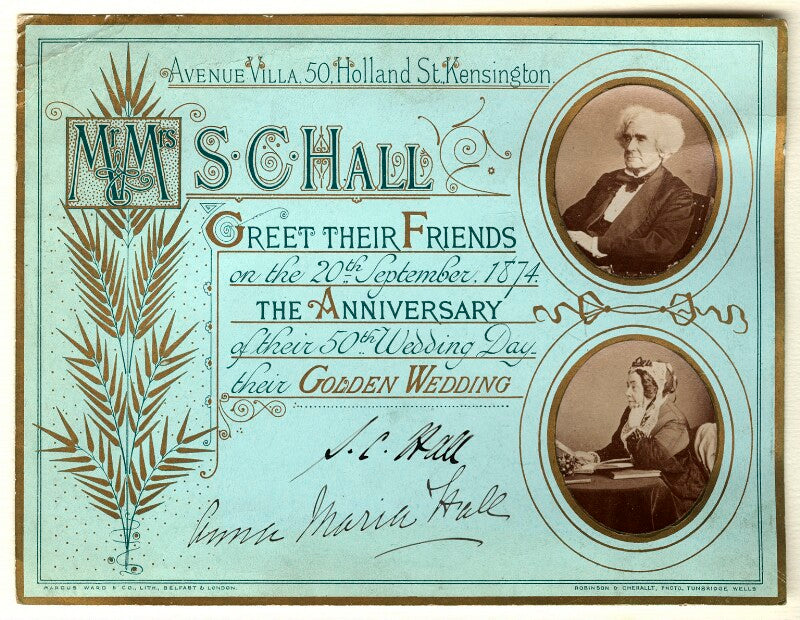 AVENUE VILLA, 50, Holland St, Kensington.
Mr & Mrs S. C. HALL
GREET THEIR FRIENDS
on the 20th September, 1874.
THE ANNIVERSARY
of their 50th Wedding Day-
their GOLDEN WEDDING
S. C. Hall
Anna Maria Hall
MARCUS WARD & CO., LITH., BELFAST & LONDON.
ROBINSON & CHERALLT, PHOTO, TUNBRIDGE WELLS